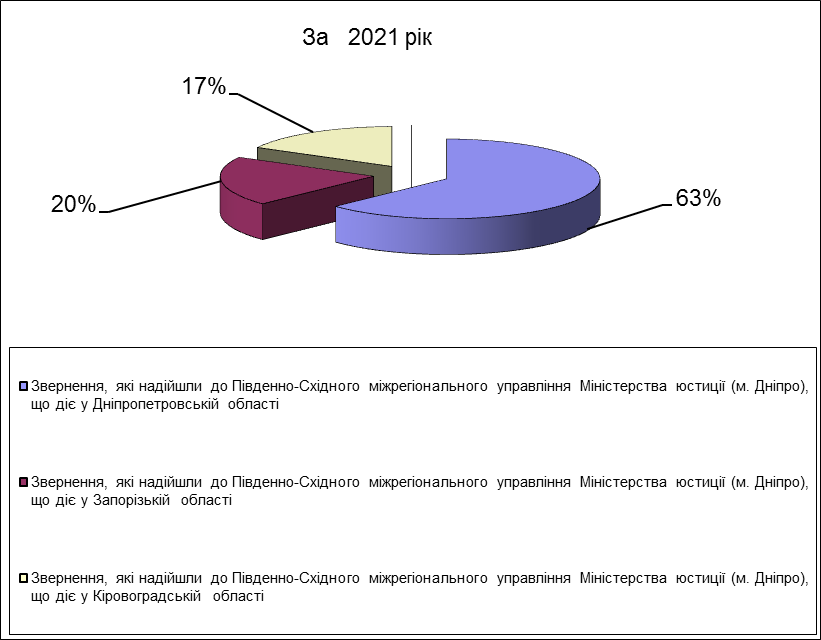 За 2021 рік
17%
20%
63%
Звернення, які надійшли до Південно-Східного міжрегіонального управління Міністерства юстиції (м. Дніпро),
що діє у Дніпропетровській області
Звернення, які надійшли до Південно-Східного міжрегіонального управління Міністерства юстиції (м. Дніпро),
що діє у Запорізькій області
Звернення, які надійшли до Південно-Східного міжрегіонального управління Міністерства юстиції (м. Дніпро),
що діє у Кіровоградській області